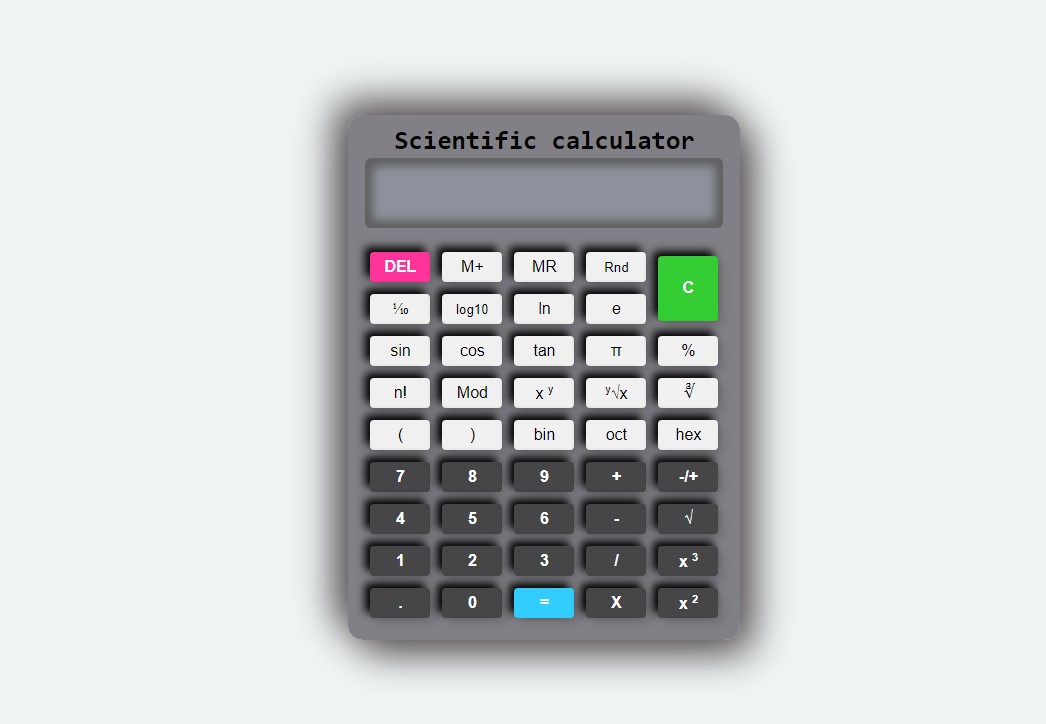 Scientific calculator
DEL M+ MR Rnd C
⅒ log10 ln e
sin cos tan π %
n! Mod x ʸ ʸ√x ∛
( ) bin oct hex
7 8 9 + -/+
4 5 6 - √
1 2 3 / x ³
. 0 = X x ²